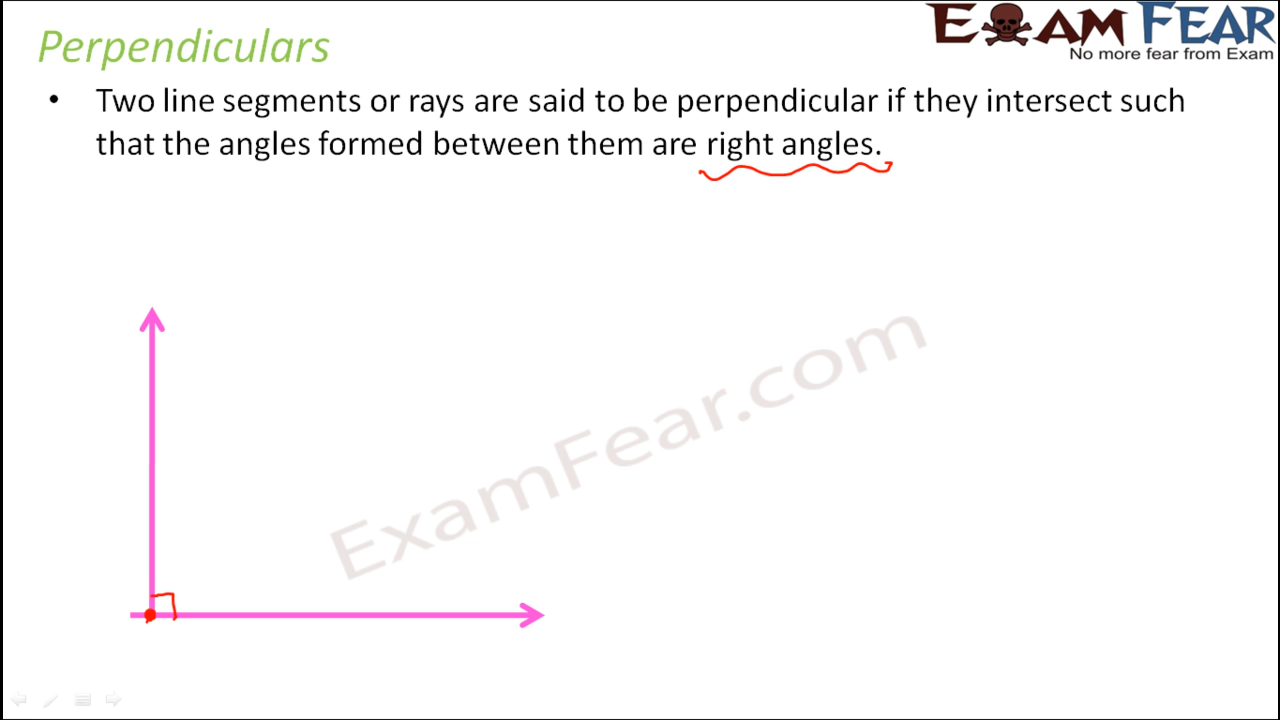 Perpendiculars
EXAM FEAR
No more fear from Exam
• Two line segments or rays are said to be perpendicular if they intersect such
that the angles formed between them are right angles.
ExamFear.com